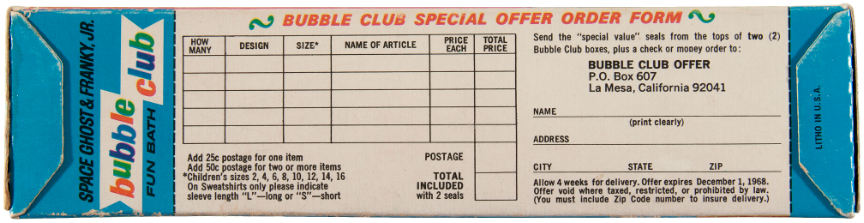 SPACE GHOST & FRANKY, JR.
bubble club
FUN BATH
BUBBLE CLUB SPECIAL OFFER ORDER FORM
HOW MANY DESIGN SIZE* NAME OF ARTICLE PRICE EACH TOTAL PRICE
Add 25c postage for one item
Add 50c postage for two or more items
*Children's sizes 2, 4, 6, 8, 10, 12, 14, 16
On Sweatshirts only please indicate
sleeve length "L"—long or "S"—short
POSTAGE
TOTAL
INCLUDED
with 2 seals
Send the "special value" seals from the tops of two (2)
Bubble Club boxes, plus a check or money order to:
BUBBLE CLUB OFFER
P.O. Box 607
La Mesa, California 92041
NAME
(print clearly)
ADDRESS
CITY STATE ZIP
Allow 4 weeks for delivery. Offer expires December 1, 1968.
Offer void where taxed, restricted, or prohibited by law.
(You must include Zip Code number to insure delivery.)
LITHO IN U.S.A.